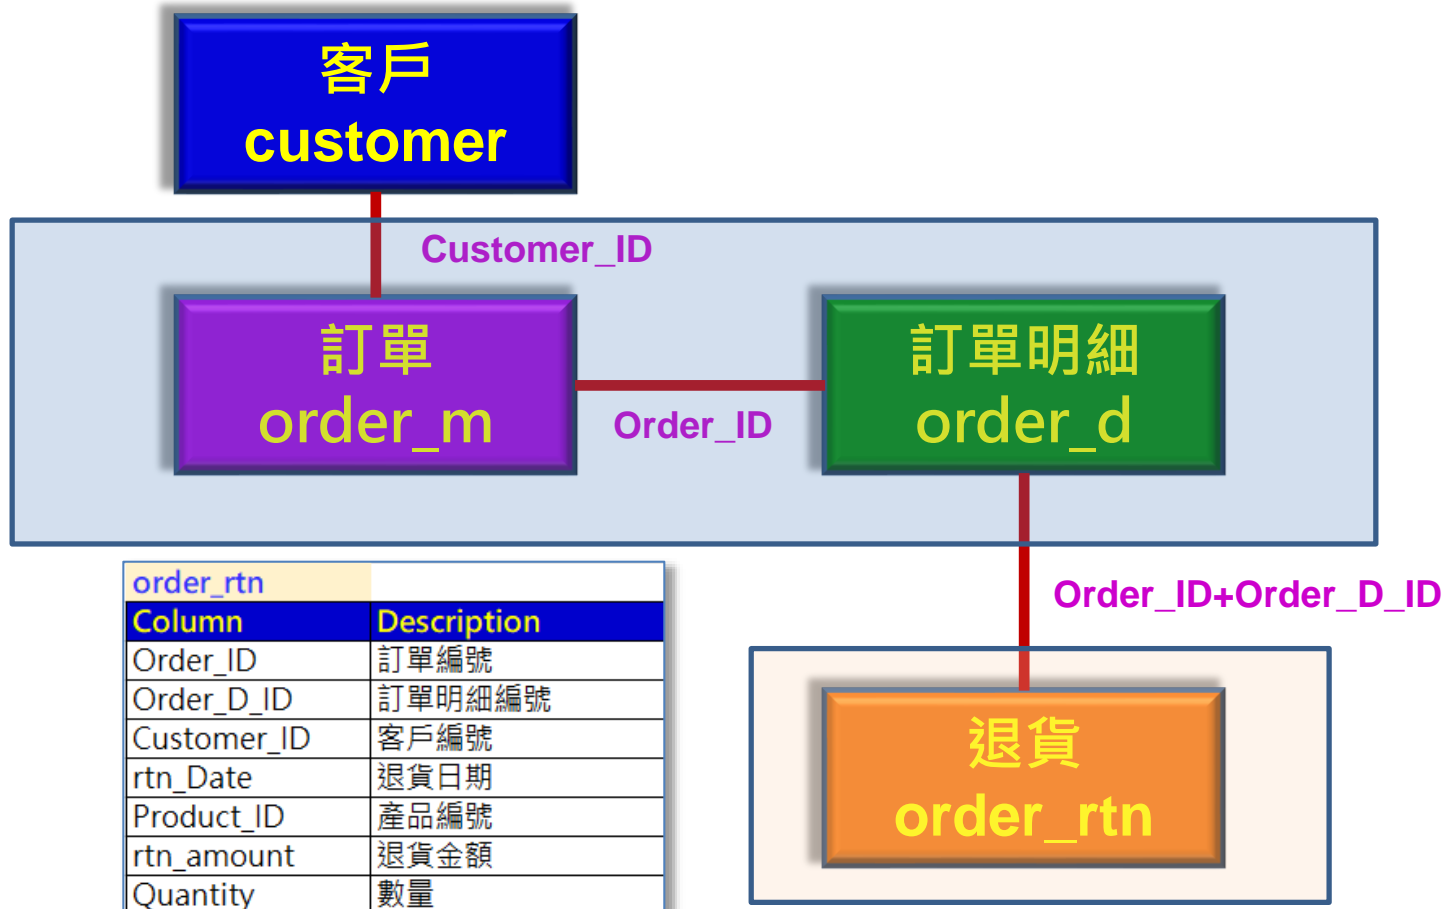 客戶
customer
Customer_ID
訂單
order_m
Order_ID
訂單明細
order_d
Order_ID+Order_D_ID
退貨
order_rtn
order_rtn
Column Description
Order_ID 訂單編號
Order_D_ID 訂單明細編號
Customer_ID 客戶編號
rtn_Date 退貨日期
Product_ID 產品編號
rtn_amount 退貨金額
Quantity 數量